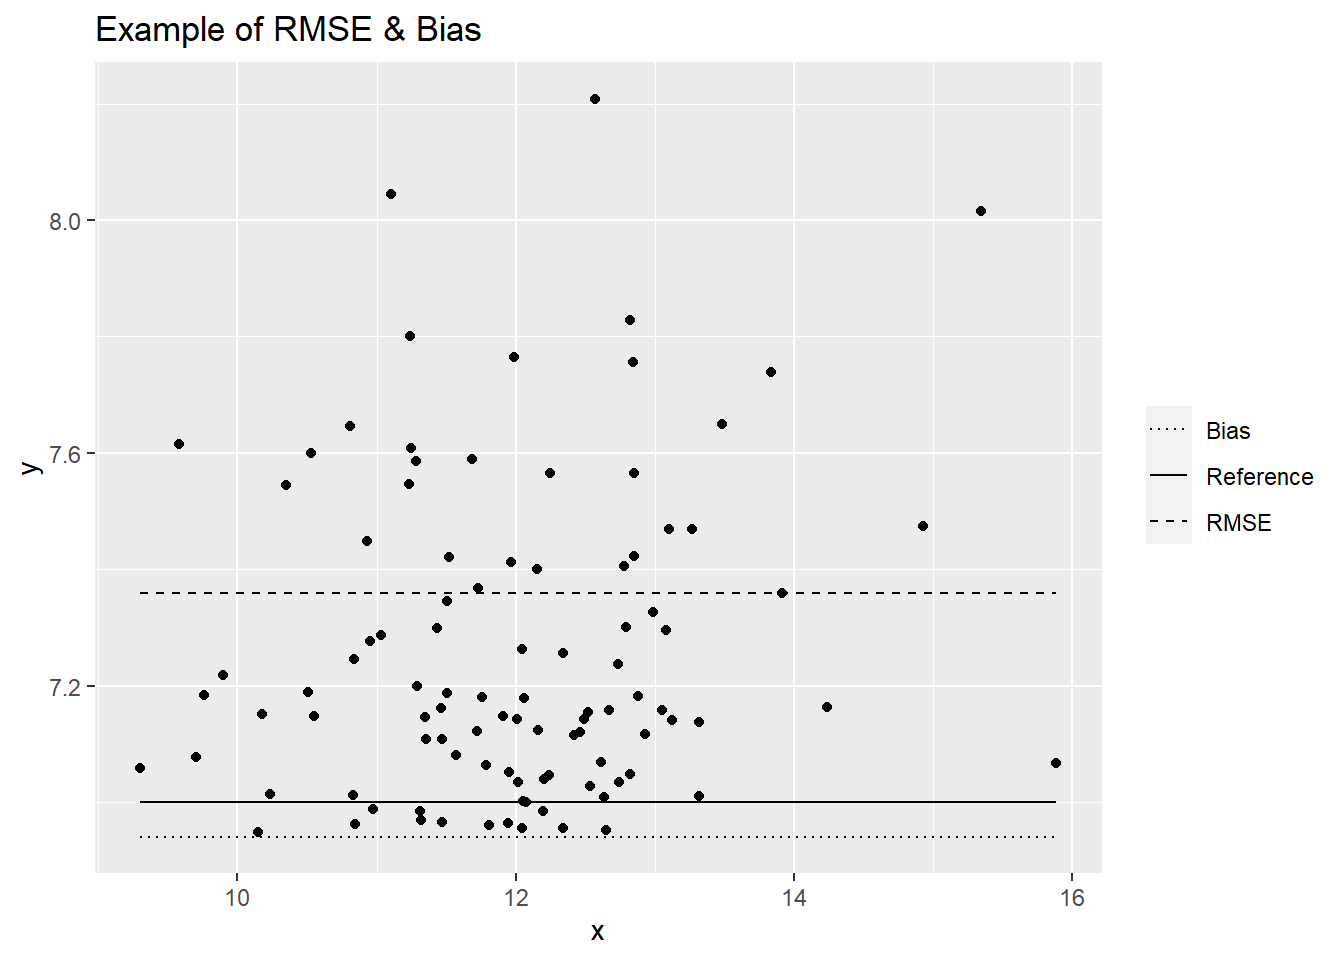 Example of RMSE & Bias
8.0
7.6
7.2
y
10
12
14
16
x
Bias
Reference
RMSE